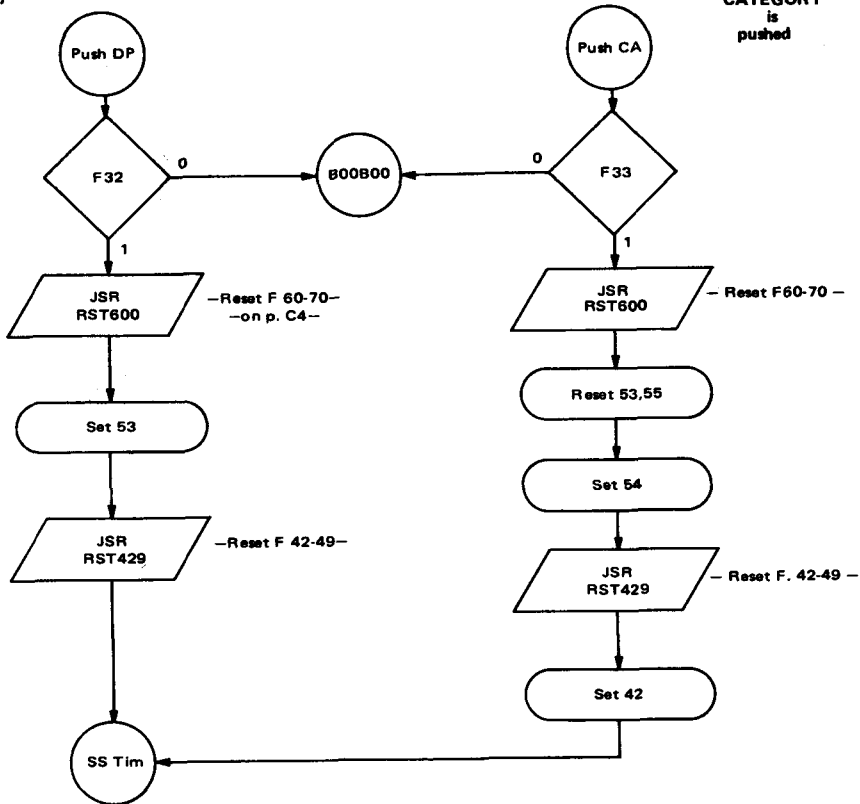 CATEGORY
is
pushed
Push DP
Push CA
F32
0
B00B00
0
F33
1
1
JSR
RST600
—Reset F 60-70—
—on p. C4—
JSR
RST600
— Reset F60-70 —
Set 53
Reset 53,55
Set 54
JSR
RST429
—Reset F 42-49—
JSR
RST429
— Reset F. 42-49 —
Set 42
SS Tim